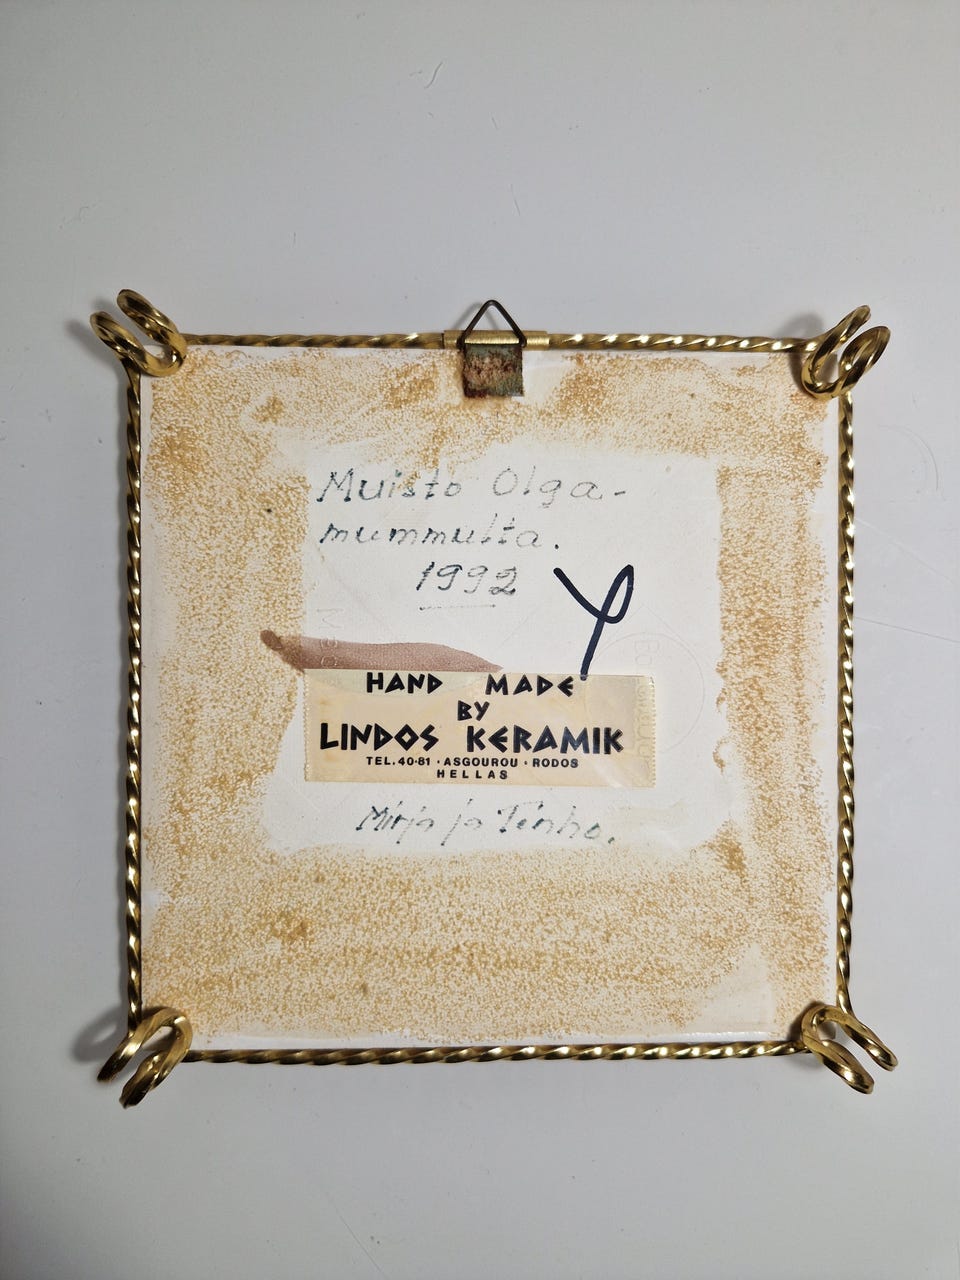 Muisto Olga-
mummulta.
1992
HAND MADE
BY
LINDOS KERAMIK
TEL. 40-81 · ASGOUROU · RODOS
HELLAS
Mirja ja Tenho.